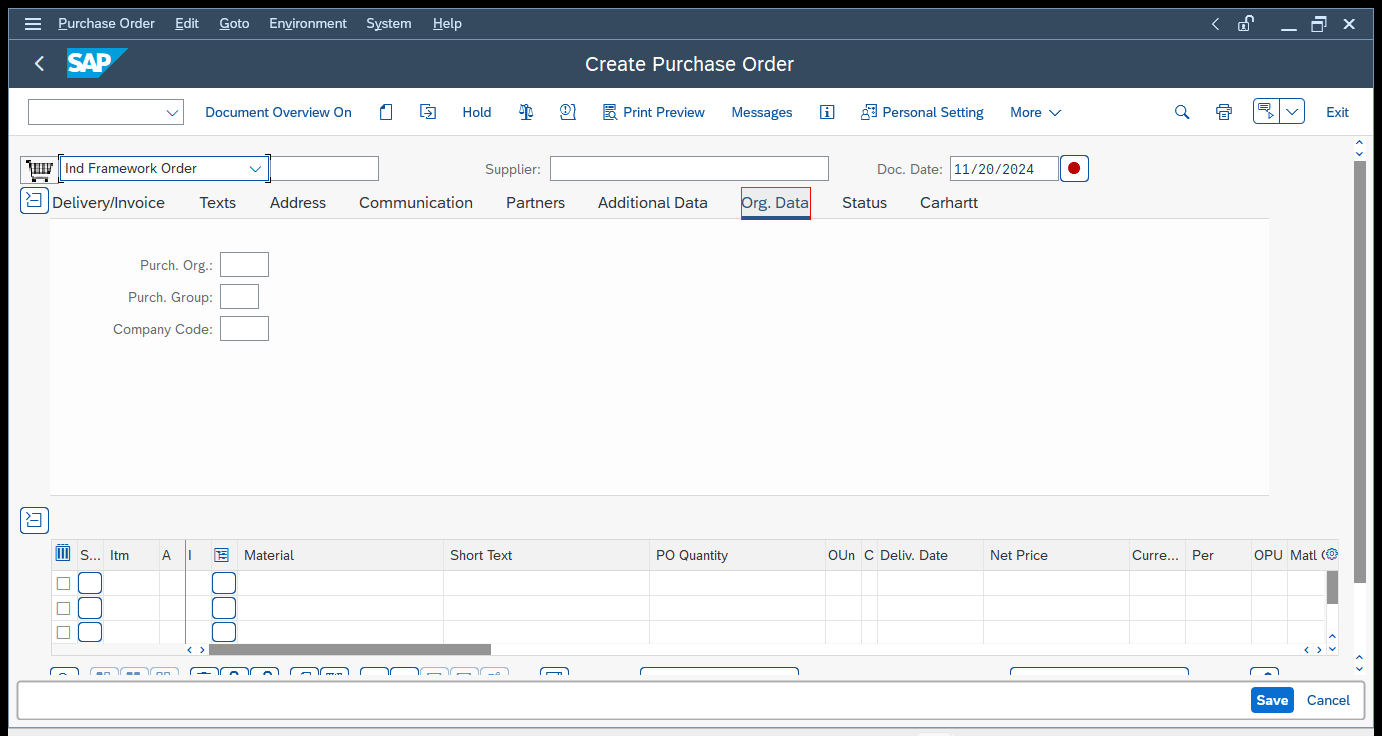 Purchase Order Edit Goto Environment System Help
SAP Create Purchase Order
Document Overview On Hold Print Preview Messages Personal Setting More Exit
Ind Framework Order Supplier: Doc. Date: 11/20/2024
Delivery/Invoice Texts Address Communication Partners Additional Data Org. Data Status Carhartt
Purch. Org.:
Purch. Group:
Company Code:
S... Itm A I Material Short Text PO Quantity OUn C Deliv. Date Net Price Curre... Per OPU Matl
Save Cancel